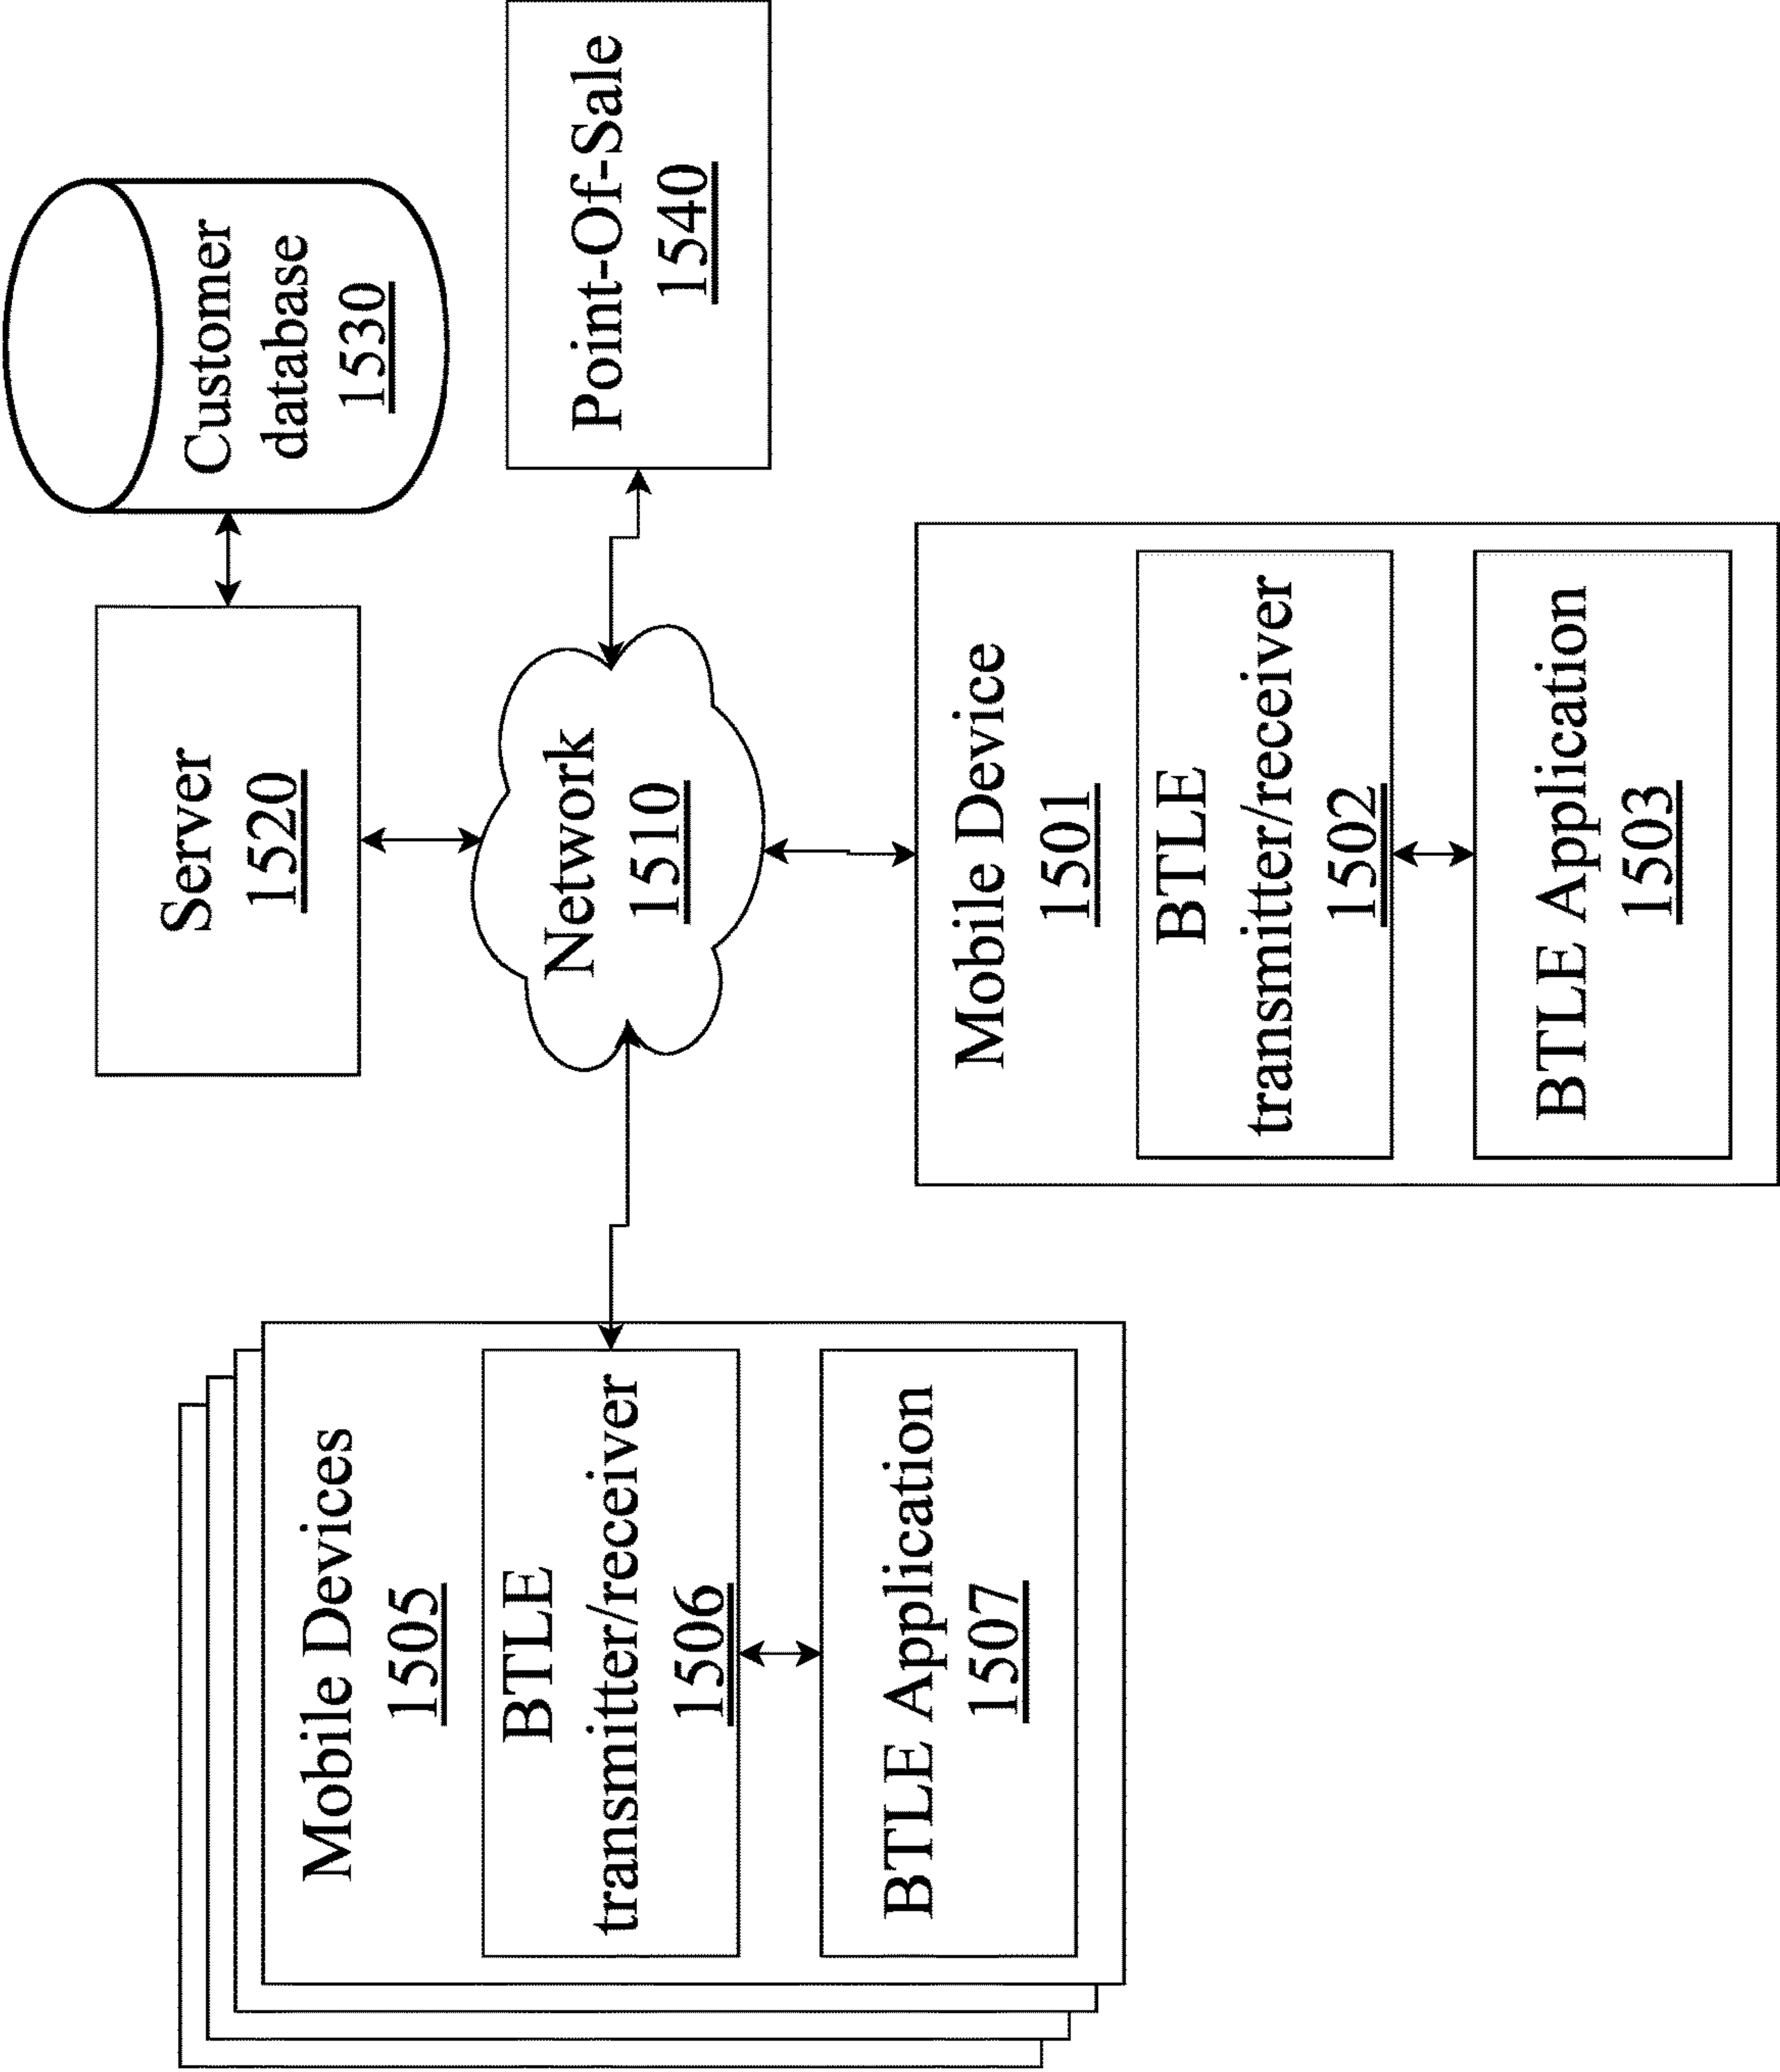 Server
1520
Customer
database
1530
Network
1510
Point-Of-Sale
1540
Mobile Devices
1505
BTLE
transmitter/receiver
1506
BTLE Application
1507
Mobile Device
1501
BTLE
transmitter/receiver
1502
BTLE Application
1503